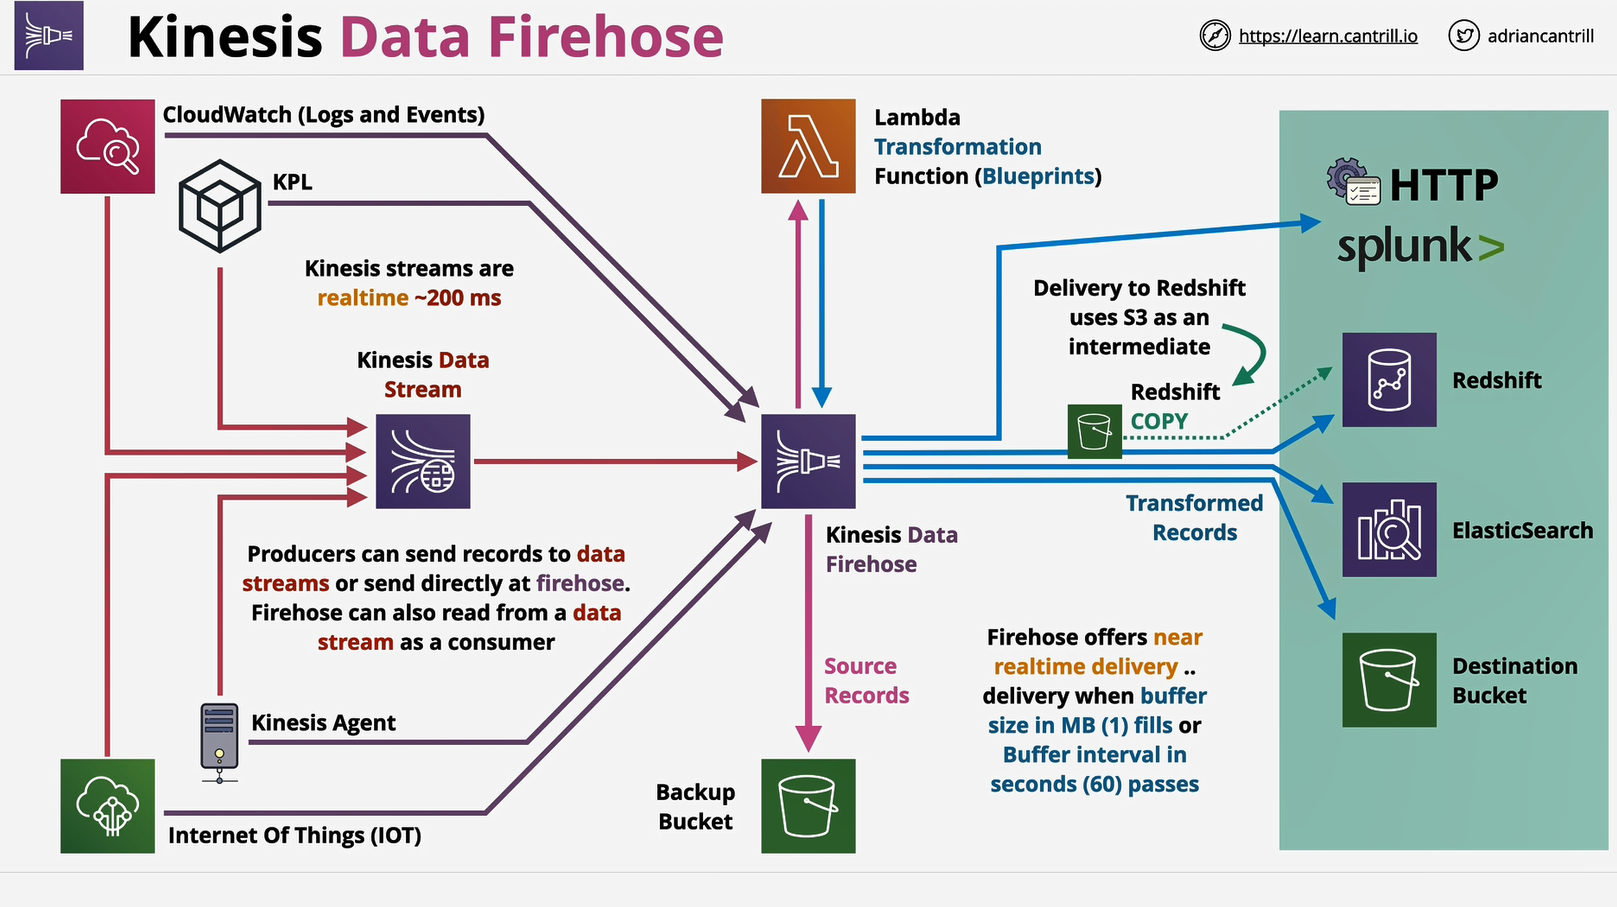 Kinesis Data Firehose
https://learn.cantrill.io
adriancantrill
CloudWatch (Logs and Events)
KPL
Kinesis streams are
realtime ~200 ms
Kinesis Data
Stream
Producers can send records to data
streams or send directly at firehose.
Firehose can also read from a data
stream as a consumer
Kinesis Agent
Internet Of Things (IOT)
Lambda
Transformation
Function (Blueprints)
Kinesis Data
Firehose
Source
Records
Backup
Bucket
Delivery to Redshift
uses S3 as an
intermediate
Redshift
COPY
Transformed
Records
Firehose offers near
realtime delivery ..
delivery when buffer
size in MB (1) fills or
Buffer interval in
seconds (60) passes
HTTP
splunk>
Redshift
ElasticSearch
Destination
Bucket